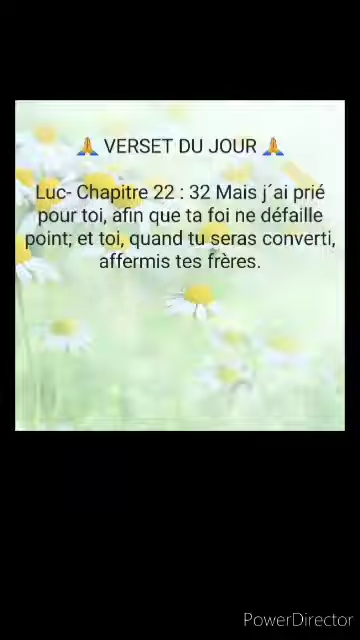 🙏 VERSET DU JOUR 🙏
Luc- Chapitre 22 : 32 Mais j´ai prié
pour toi, afin que ta foi ne défaille
point; et toi, quand tu seras converti,
affermis tes frères.
PowerDirector